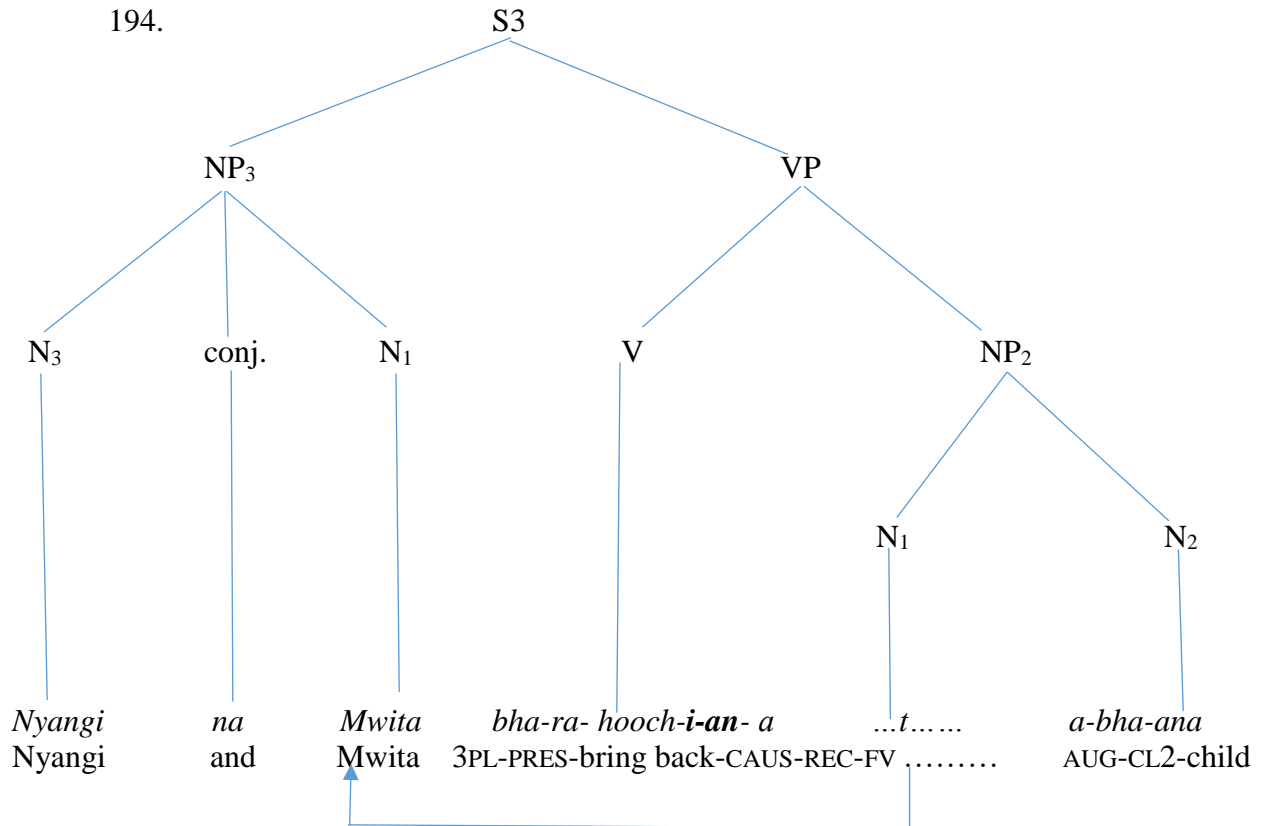 194. S3
NP₃ VP
N₃ conj. N₁ V NP₂
N₁ N₂
Nyangi na Mwita bha-ra- hooch-i-an- a ...t...... a-bha-ana
Nyangi and Mwita 3PL-PRES-bring back-CAUS-REC-FV ......... AUG-CL2-child